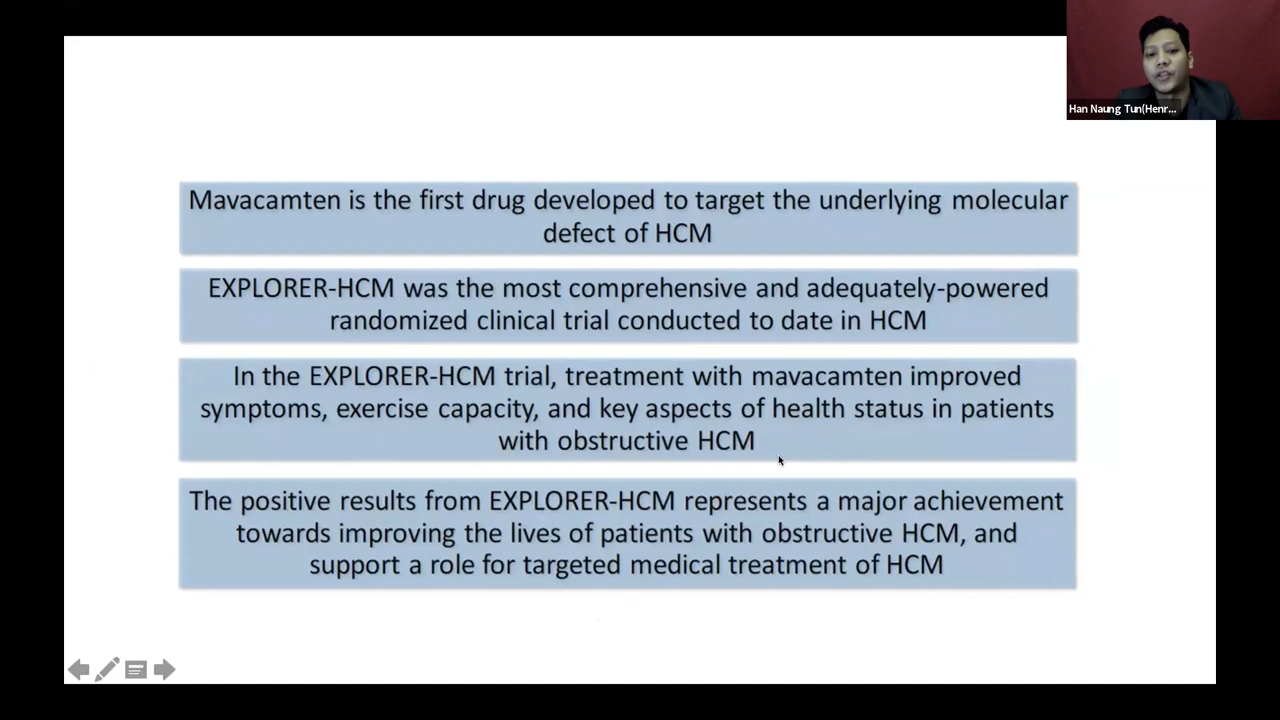 Han Naung Tun(Henr...
Mavacamten is the first drug developed to target the underlying molecular
defect of HCM
EXPLORER-HCM was the most comprehensive and adequately-powered
randomized clinical trial conducted to date in HCM
In the EXPLORER-HCM trial, treatment with mavacamten improved
symptoms, exercise capacity, and key aspects of health status in patients
with obstructive HCM
The positive results from EXPLORER-HCM represents a major achievement
towards improving the lives of patients with obstructive HCM, and
support a role for targeted medical treatment of HCM